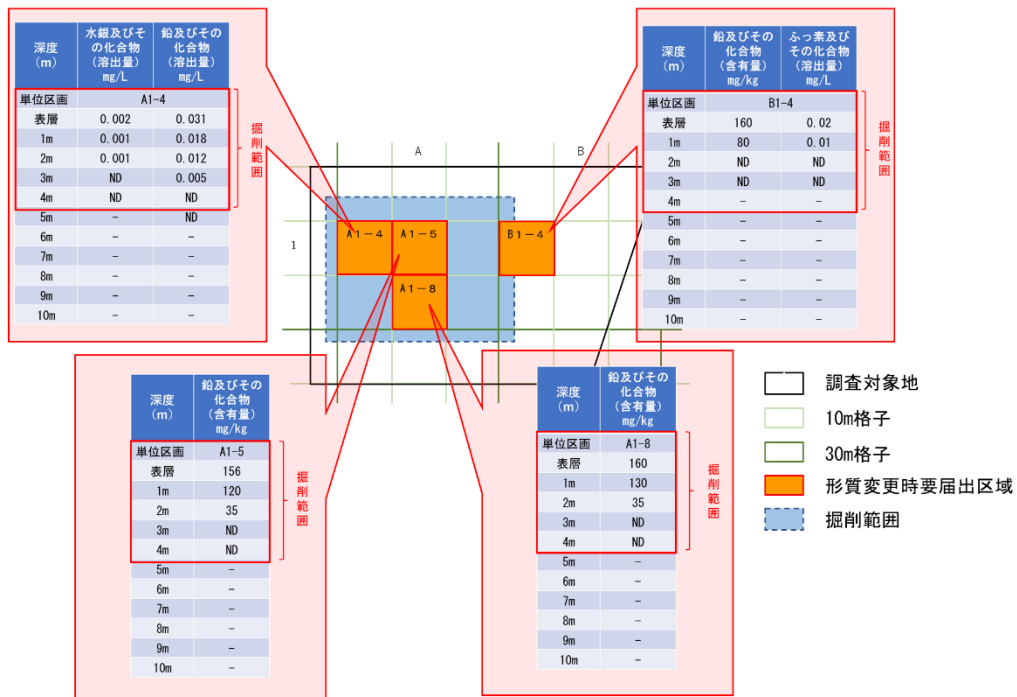 深度
（m）
水銀及びそ
の化合物
（溶出量）
mg/L
鉛及びその
化合物
（溶出量）
mg/L
単位区画 A1-4
表層 0.002 0.031
1m 0.001 0.018
2m 0.001 0.012
3m ND 0.005
4m ND ND
5m － ND
6m － －
7m － －
8m － －
9m － －
10m － －
掘削範囲
深度
（m）
鉛及びその
化合物
（含有量）
mg/kg
ふっ素及び
その化合物
（溶出量）
mg/L
単位区画 B1-4
表層 160 0.02
1m 80 0.01
2m ND ND
3m ND ND
4m － －
5m － －
6m － －
7m － －
8m － －
9m － －
10m － －
掘削範囲
A B
1
A1－4 A1－5 B1－4
A1－8
深度
（m）
鉛及びその
化合物
（含有量）
mg/kg
単位区画 A1-5
表層 156
1m 120
2m 35
3m ND
4m ND
5m －
6m －
7m －
8m －
9m －
10m －
掘削範囲
深度
（m）
鉛及びその
化合物
（含有量）
mg/kg
単位区画 A1-8
表層 160
1m 130
2m 35
3m ND
4m ND
5m －
6m －
7m －
8m －
9m －
10m －
掘削範囲
調査対象地
10m格子
30m格子
形質変更時要届出区域
掘削範囲